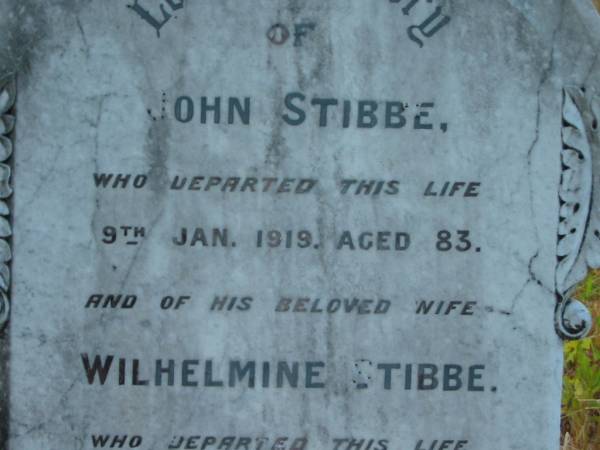 OF
JOHN STIBBE,
WHO DEPARTED THIS LIFE
9TH JAN. 1919. AGED 83.
AND OF HIS BELOVED WIFE
WILHELMINE STIBBE.
WHO DEPARTED THIS LIFE